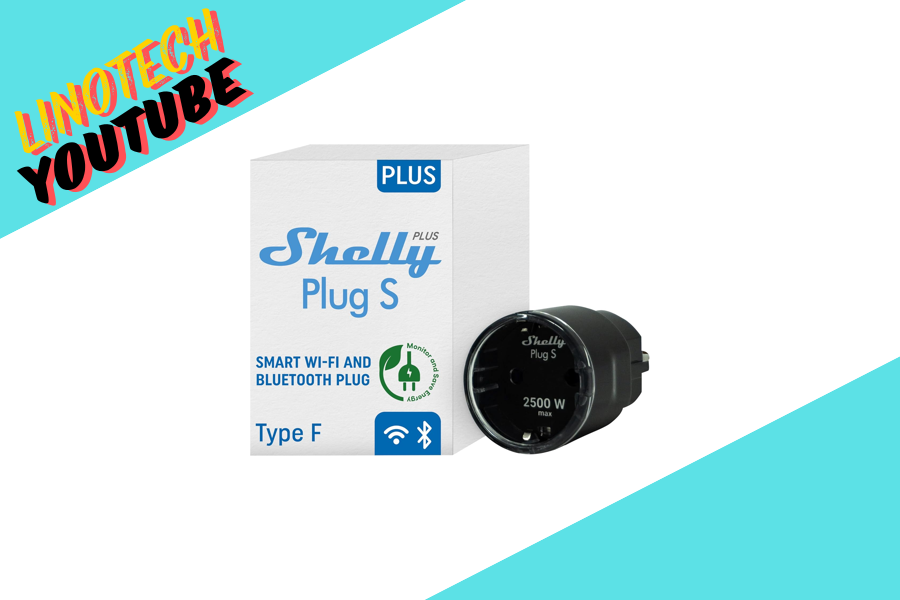 LINOTECH
YOUTUBE
PLUS
Shelly PLUS
Plug S
SMART WI-FI AND
BLUETOOTH PLUG
Monitor and Save Energy
Type F
Shelly
Plug S
2500 W
max